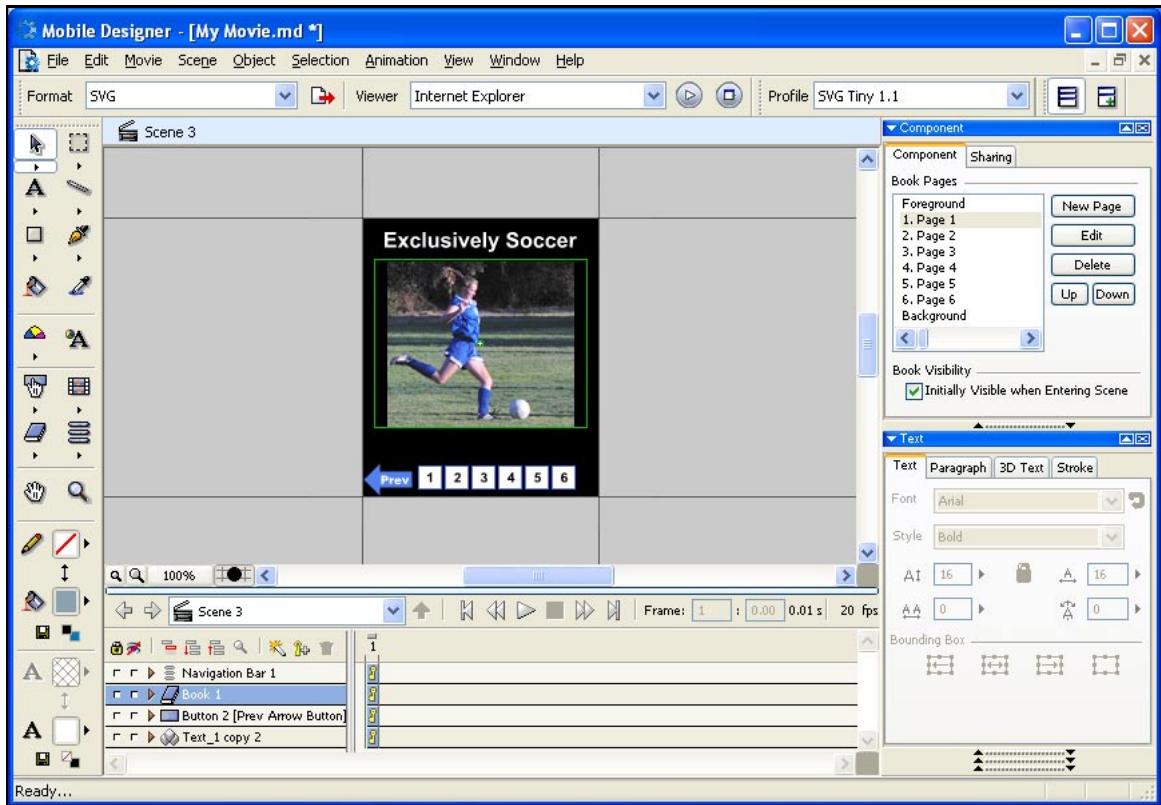 Mobile Designer - [My Movie.md *]
File Edit Movie Scene Object Selection Animation View Window Help
Format SVG Viewer Internet Explorer Profile SVG Tiny 1.1
Scene 3
Exclusively Soccer
Prev 1 2 3 4 5 6
100%
Component
Component Sharing
Book Pages
Foreground
1. Page 1
2. Page 2
3. Page 3
4. Page 4
5. Page 5
6. Page 6
Background
New Page
Edit
Delete
Up Down
Book Visibility
Initially Visible when Entering Scene
Text
Text Paragraph 3D Text Stroke
Font Arial
Style Bold
16 16
0 0
Bounding Box
Scene 3 Frame: 1 : 0.00 0.01 s 20 fps
1
Navigation Bar 1
Book 1
Button 2 [Prev Arrow Button]
Text_1 copy 2
Ready...